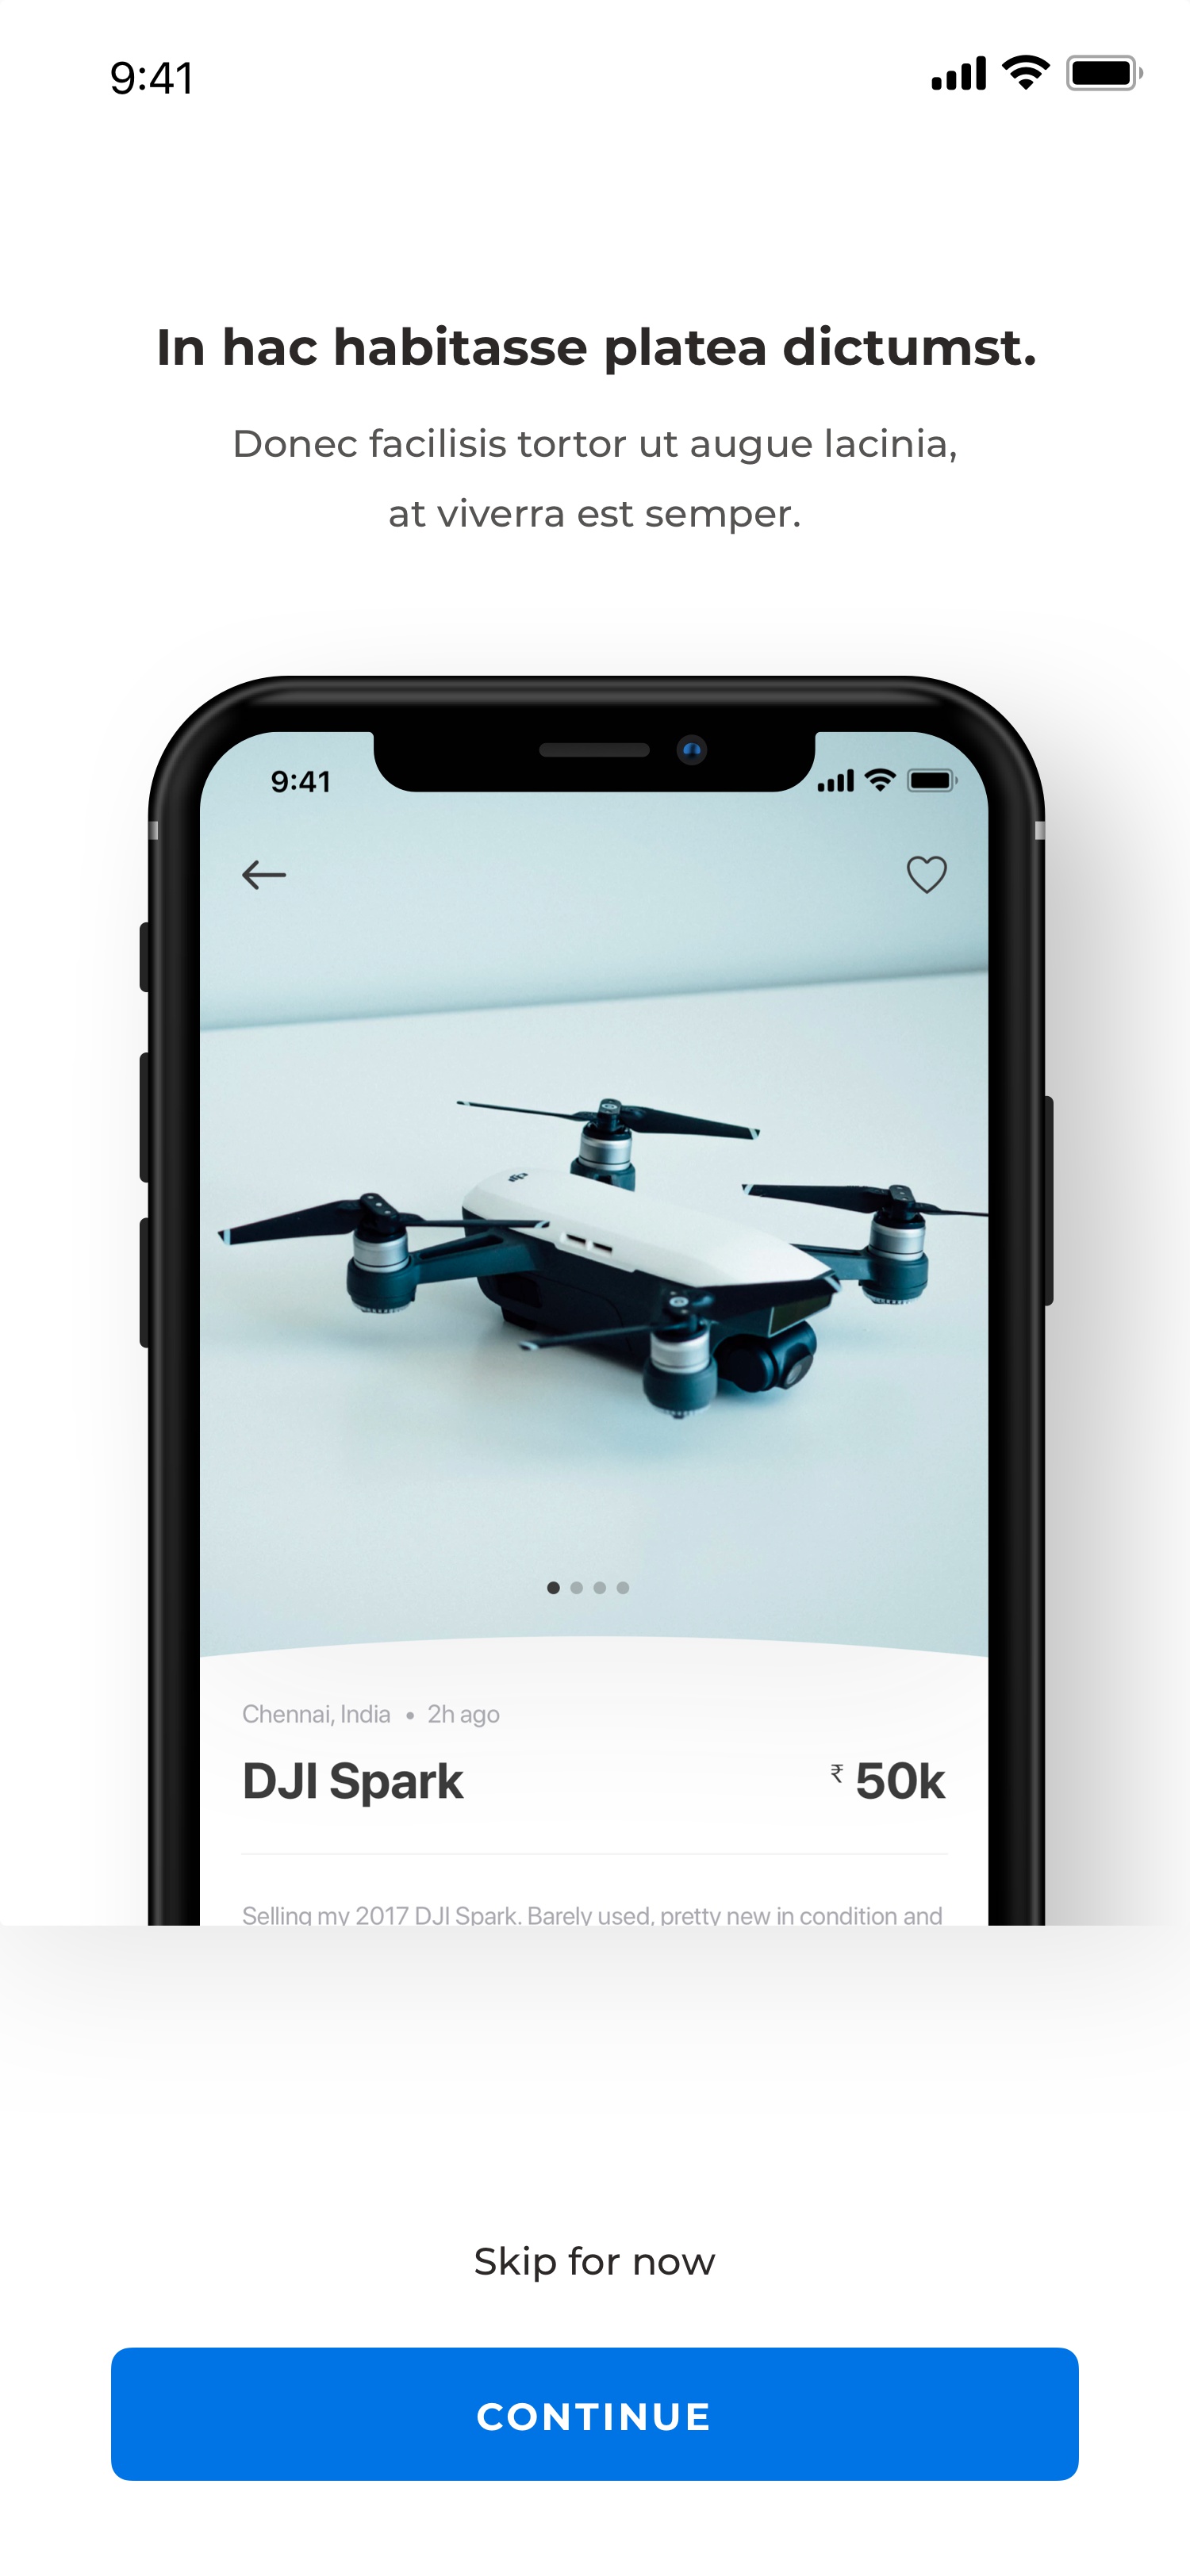 9:41
In hac habitasse platea dictumst.
Donec facilisis tortor ut augue lacinia,
at viverra est semper.
9:41
Chennai, India • 2h ago
DJI Spark ₹ 50k
Selling my 2017 DJI Spark. Barely used, pretty new in condition and
Skip for now
CONTINUE